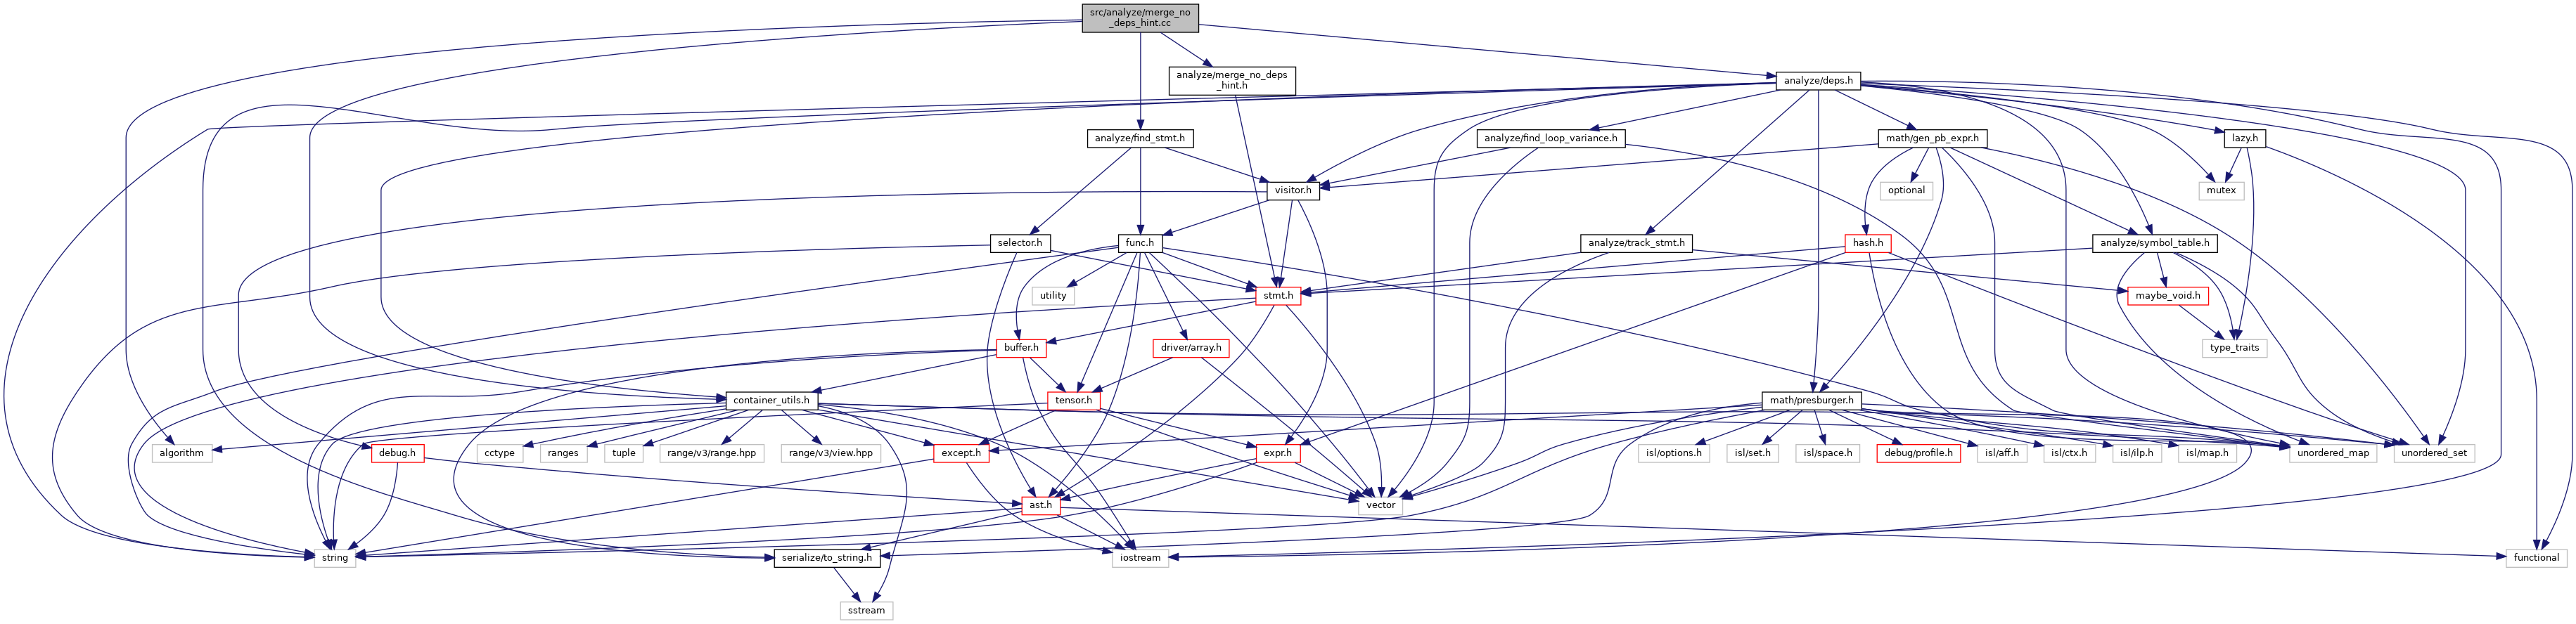 src/analyze/merge_no
_deps_hint.cc
analyze/merge_no_deps
_hint.h
analyze/deps.h
analyze/find_stmt.h
analyze/find_loop_variance.h
math/gen_pb_expr.h
lazy.h
visitor.h
optional
mutex
selector.h
func.h
analyze/track_stmt.h
hash.h
analyze/symbol_table.h
utility
stmt.h
maybe_void.h
buffer.h
driver/array.h
type_traits
container_utils.h
tensor.h
math/presburger.h
algorithm
debug.h
cctype
ranges
tuple
range/v3/range.hpp
range/v3/view.hpp
except.h
expr.h
isl/options.h
isl/set.h
isl/space.h
debug/profile.h
isl/aff.h
isl/ctx.h
isl/ilp.h
isl/map.h
unordered_map
unordered_set
ast.h
vector
string
serialize/to_string.h
iostream
functional
sstream